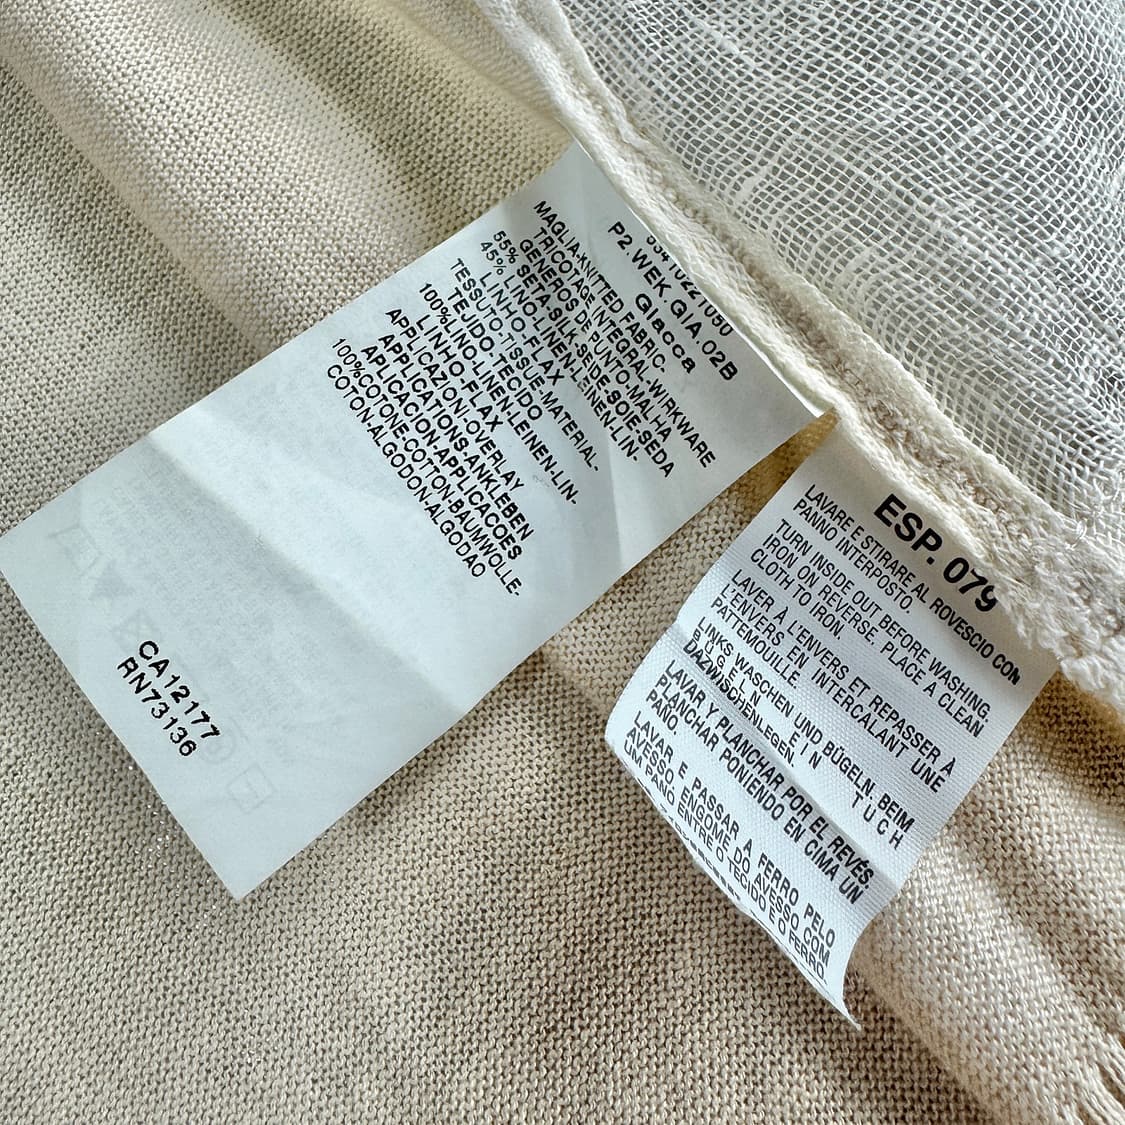 53410221050
P2.WEK.GIA.02B
Giacca
MAGLIA-KNITTED FABRIC-
TRICOTAGE INTEGRAL-WIRKWARE
GENEROS DE PUNTO-MALHA
55% SETA-SILK-SEIDE-SOIE-SEDA
45% LINO-LINEN-LEINEN-LIN-
LINHO-FLAX
TESSUTO-TISSUE-MATERIAL-
TEJIDO-TECIDO
100%LINO-LINEN-LEINEN-LIN-
LINHO-FLAX
APPLICAZIONI-OVERLAY
APPLICATIONS-ANKLEBEN
APLICACION-APPLICACOES
100%COTONE-COTTON-BAUMWOLLE-
COTON-ALGODON-ALGODAO
CA12177
RN73136
ESP. 079
LAVARE E STIRARE AL ROVESCIO CON
PANNO INTERPOSTO.
TURN INSIDE OUT BEFORE WASHING.
IRON ON REVERSE. PLACE A CLEAN
CLOTH TO IRON.
LAVER À L'ENVERS ET REPASSER À
L'ENVERS EN INTERCALANT UNE
PATTEMOUILLE.
LINKS WASCHEN UND BÜGELN. BEIM
BÜGELN EIN TUCH
DAZWISCHENLEGEN.
LAVAR Y PLANCHAR POR EL REVÉS.
PLANCHAR PONIENDO EN CIMA UN
PAÑO.
LAVAR E PASSAR A FERRO PELO
AVESSO ENGOME DO AVESSO COM
UM PANO ENTRE O TECIDO E O FERRO.